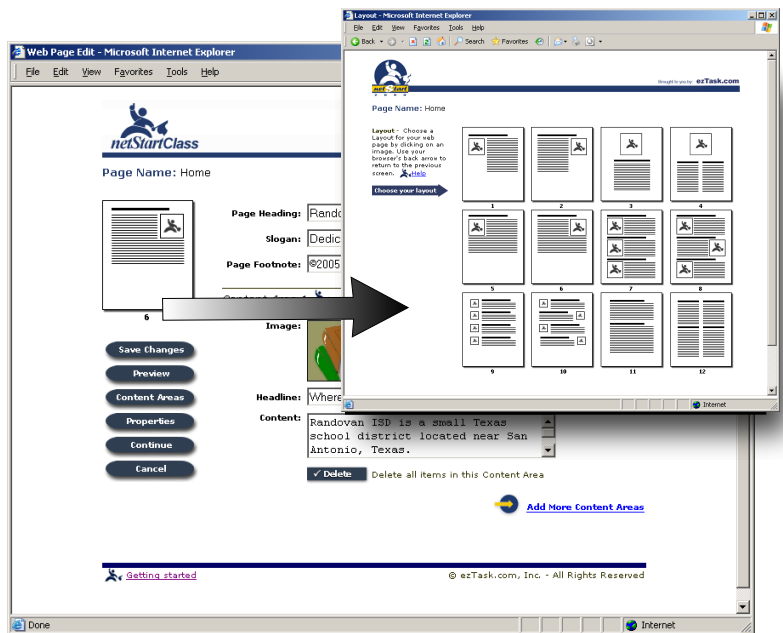 Layout - Microsoft Internet Explorer
File Edit View Favorites Tools Help
Back Search Favorites
netStart
Brought to you by: ezTask.com
Page Name: Home
Layout - Choose a
Layout for your web
page by clicking on an
image. Use your
browser's back arrow to
return to the previous
screen. Help
Choose your layout
1 2 3 4
5 6 7 8
9 10 11 12
Internet
Web Page Edit - Microsoft Internet Explorer
File Edit View Favorites Tools Help
netStartClass
Page Name: Home
6
Save Changes
Preview
Content Areas
Properties
Continue
Cancel
Page Heading: Rando
Slogan: Dedic
Page Footnote: ©2005
Image:
Headline: Where
Content: Randovan ISD is a small Texas
school district located near San
Antonio, Texas.
✓ Delete Delete all items in this Content Area
Add More Content Areas
Getting started
© ezTask.com, Inc. - All Rights Reserved
Done
Internet